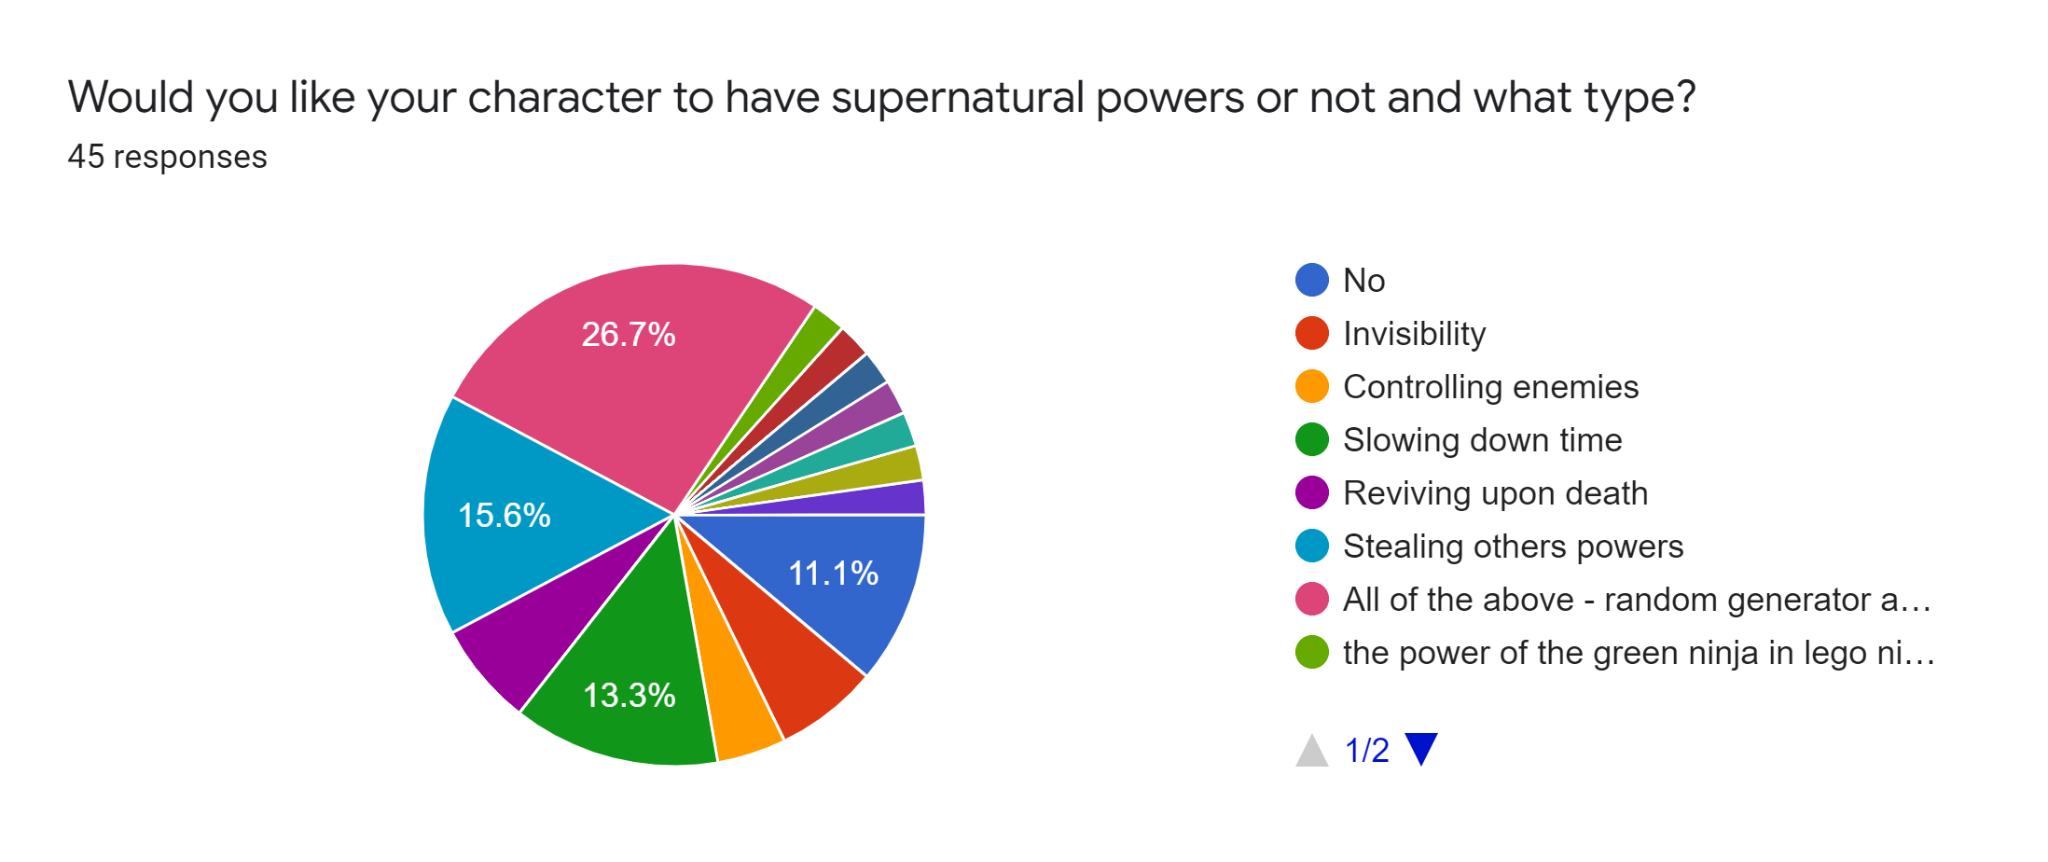 Would you like your character to have supernatural powers or not and what type?
45 responses
26.7%
15.6%
13.3%
11.1%
No
Invisibility
Controlling enemies
Slowing down time
Reviving upon death
Stealing others powers
All of the above - random generator a…
the power of the green ninja in lego ni…
1/2